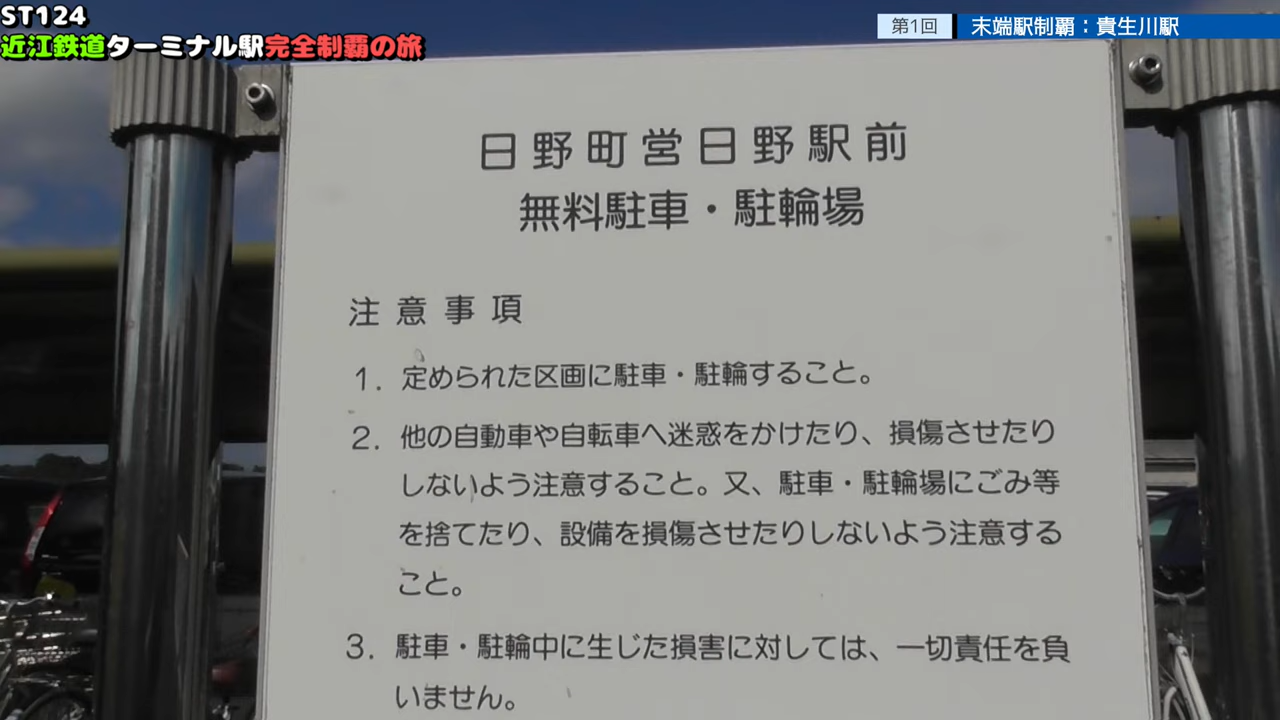 ST124
近江鉄道ターミナル駅完全制覇の旅
第1回 末端駅制覇：貴生川駅
日野町営日野駅前
無料駐車・駐輪場
注意事項
1. 定められた区画に駐車・駐輪すること。
2. 他の自動車や自転車へ迷惑をかけたり、損傷させたり
しないよう注意すること。又、駐車・駐輪場にごみ等
を捨てたり、設備を損傷させたりしないよう注意する
こと。
3. 駐車・駐輪中に生じた損害に対しては、一切責任を負
いません。